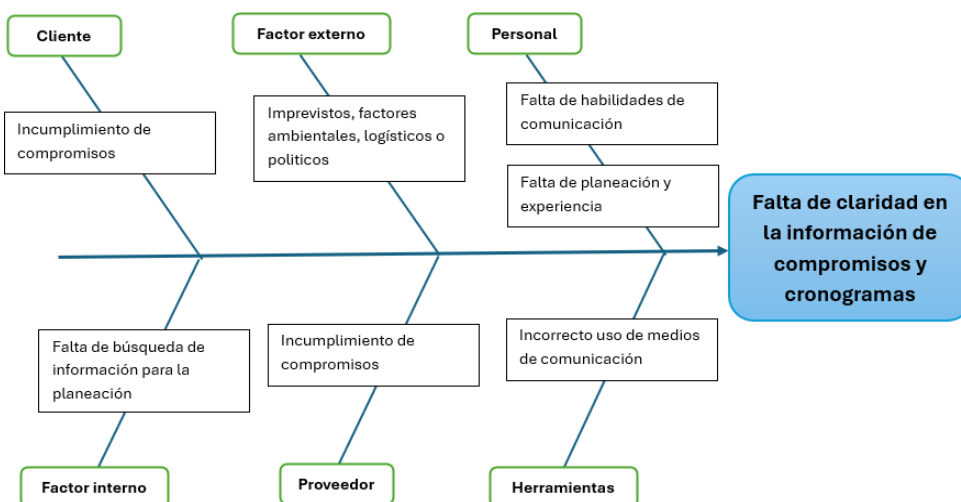 Cliente
Factor externo
Personal
Incumplimiento de
compromisos
Imprevistos, factores
ambientales, logísticos o
politicos
Falta de habilidades de
comunicación
Falta de planeación y
experiencia
Falta de claridad en
la información de
compromisos y
cronogramas
Falta de búsqueda de
información para la
planeación
Incumplimiento de
compromisos
Incorrecto uso de medios
de comunicación
Factor interno
Proveedor
Herramientas